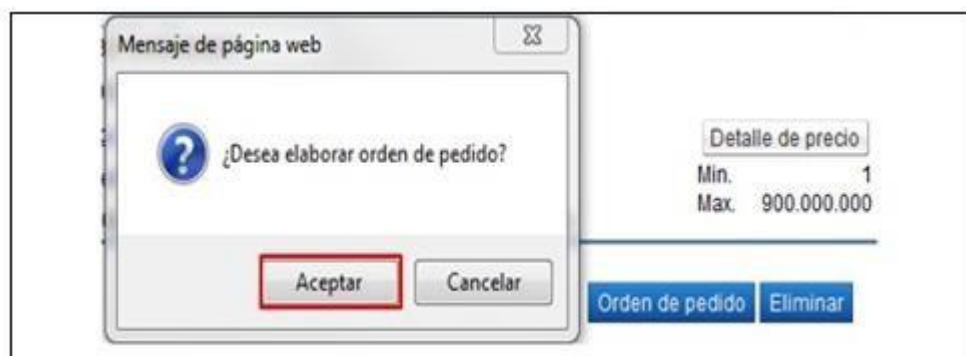 Mensaje de página web
¿Desea elaborar orden de pedido?
Aceptar Cancelar
Detalle de precio
Min. 1
Max. 900.000.000
Orden de pedido Eliminar